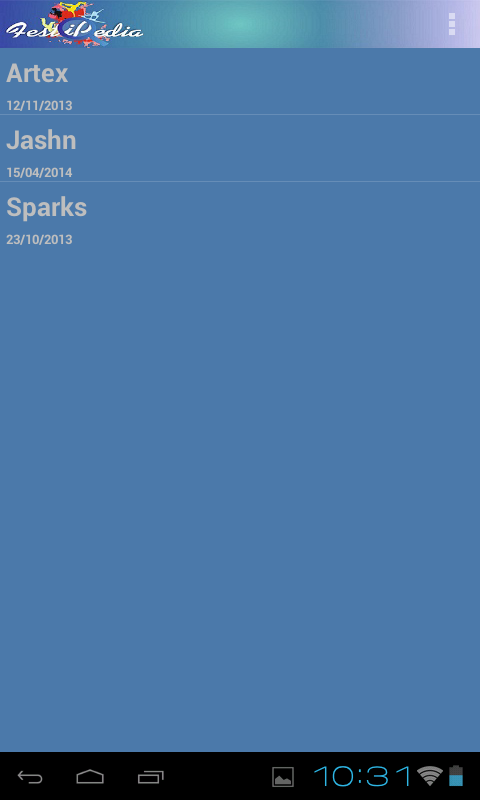 FestiPedia
Artex
12/11/2013
Jashn
15/04/2014
Sparks
23/10/2013
10:31